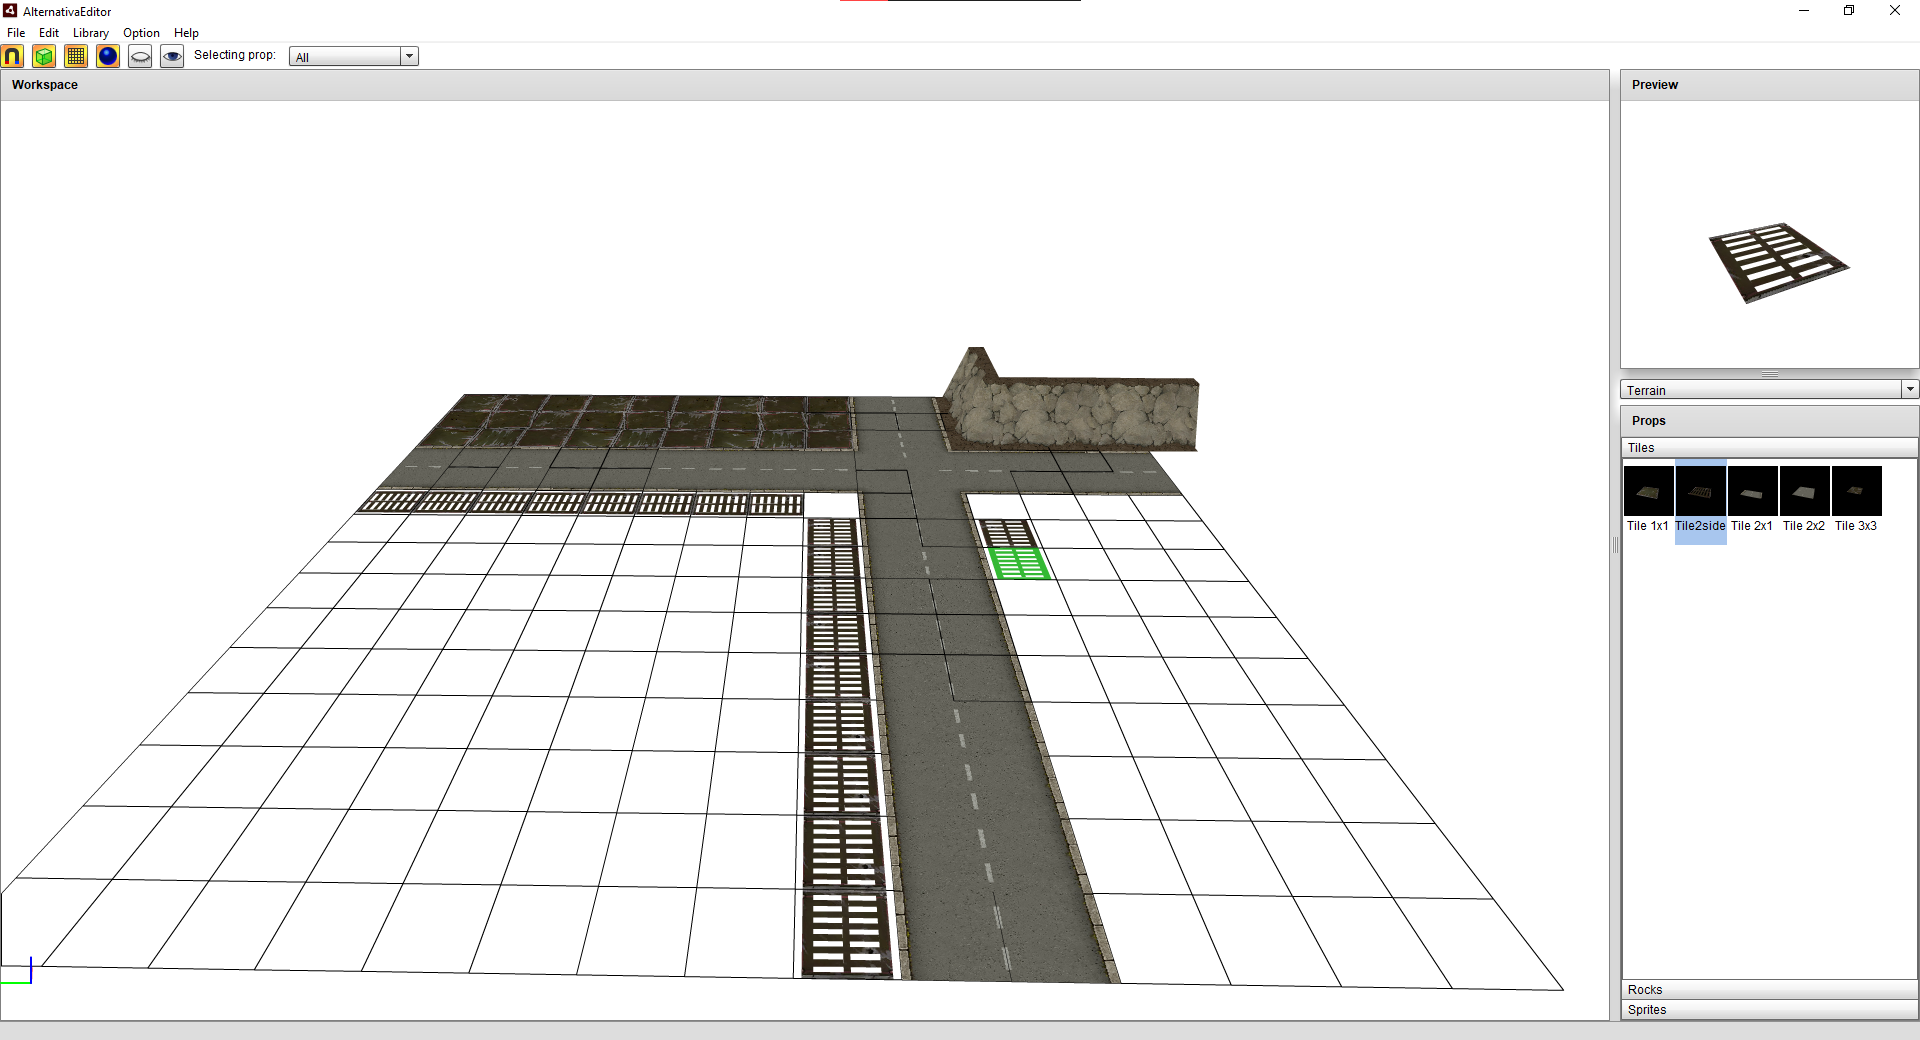 AlternativaEditor
File Edit Library Option Help
Selecting prop: All
Workspace
Preview
Terrain
Props
Tiles
Tile 1x1 Tile2side Tile 2x1 Tile 2x2 Tile 3x3
Rocks
Sprites